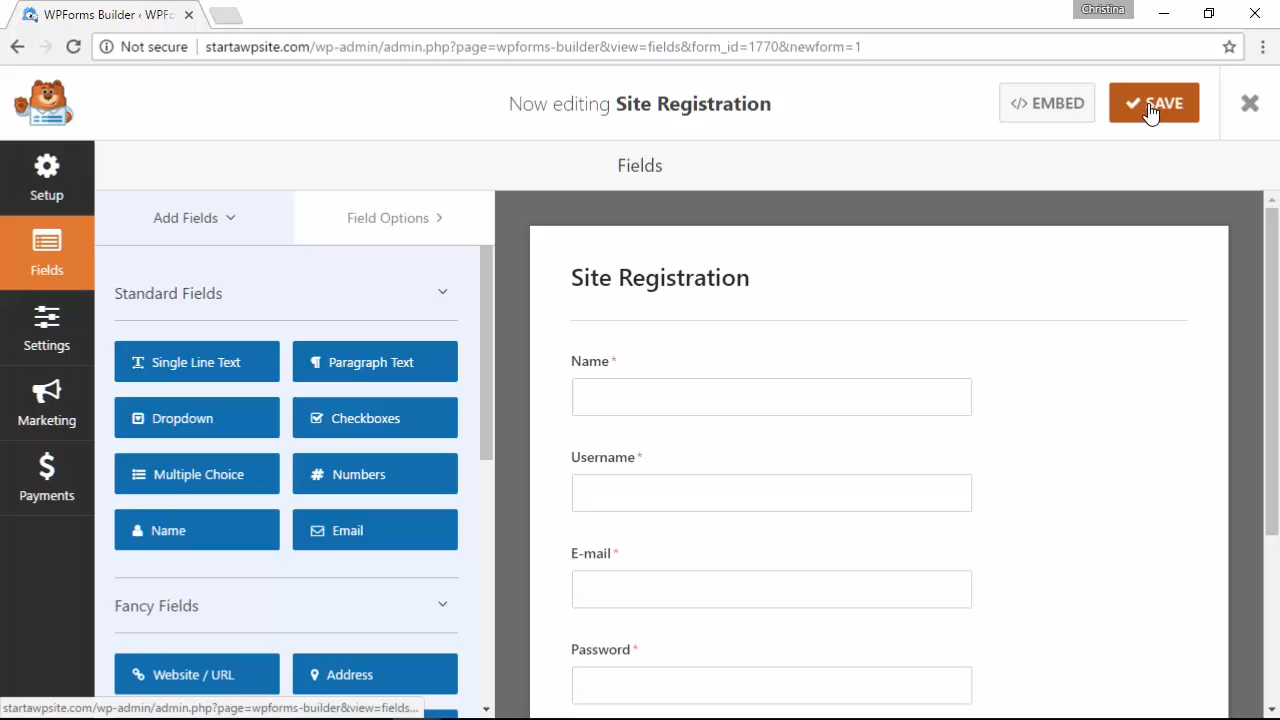 WPForms Builder ‹ WPFo
Christina
Not secure
startawpsite.com/wp-admin/admin.php?page=wpforms-builder&view=fields&form_id=1770&newform=1
Now editing Site Registration
</> EMBED
SAVE
Setup
Fields
Settings
Marketing
Payments
Fields
Add Fields
Field Options
Standard Fields
Single Line Text
Paragraph Text
Dropdown
Checkboxes
Multiple Choice
Numbers
Name
Email
Fancy Fields
Website / URL
Address
Site Registration
Name *
Username *
E-mail *
Password *
startawpsite.com/wp-admin/admin.php?page=wpforms-builder&view=fields...